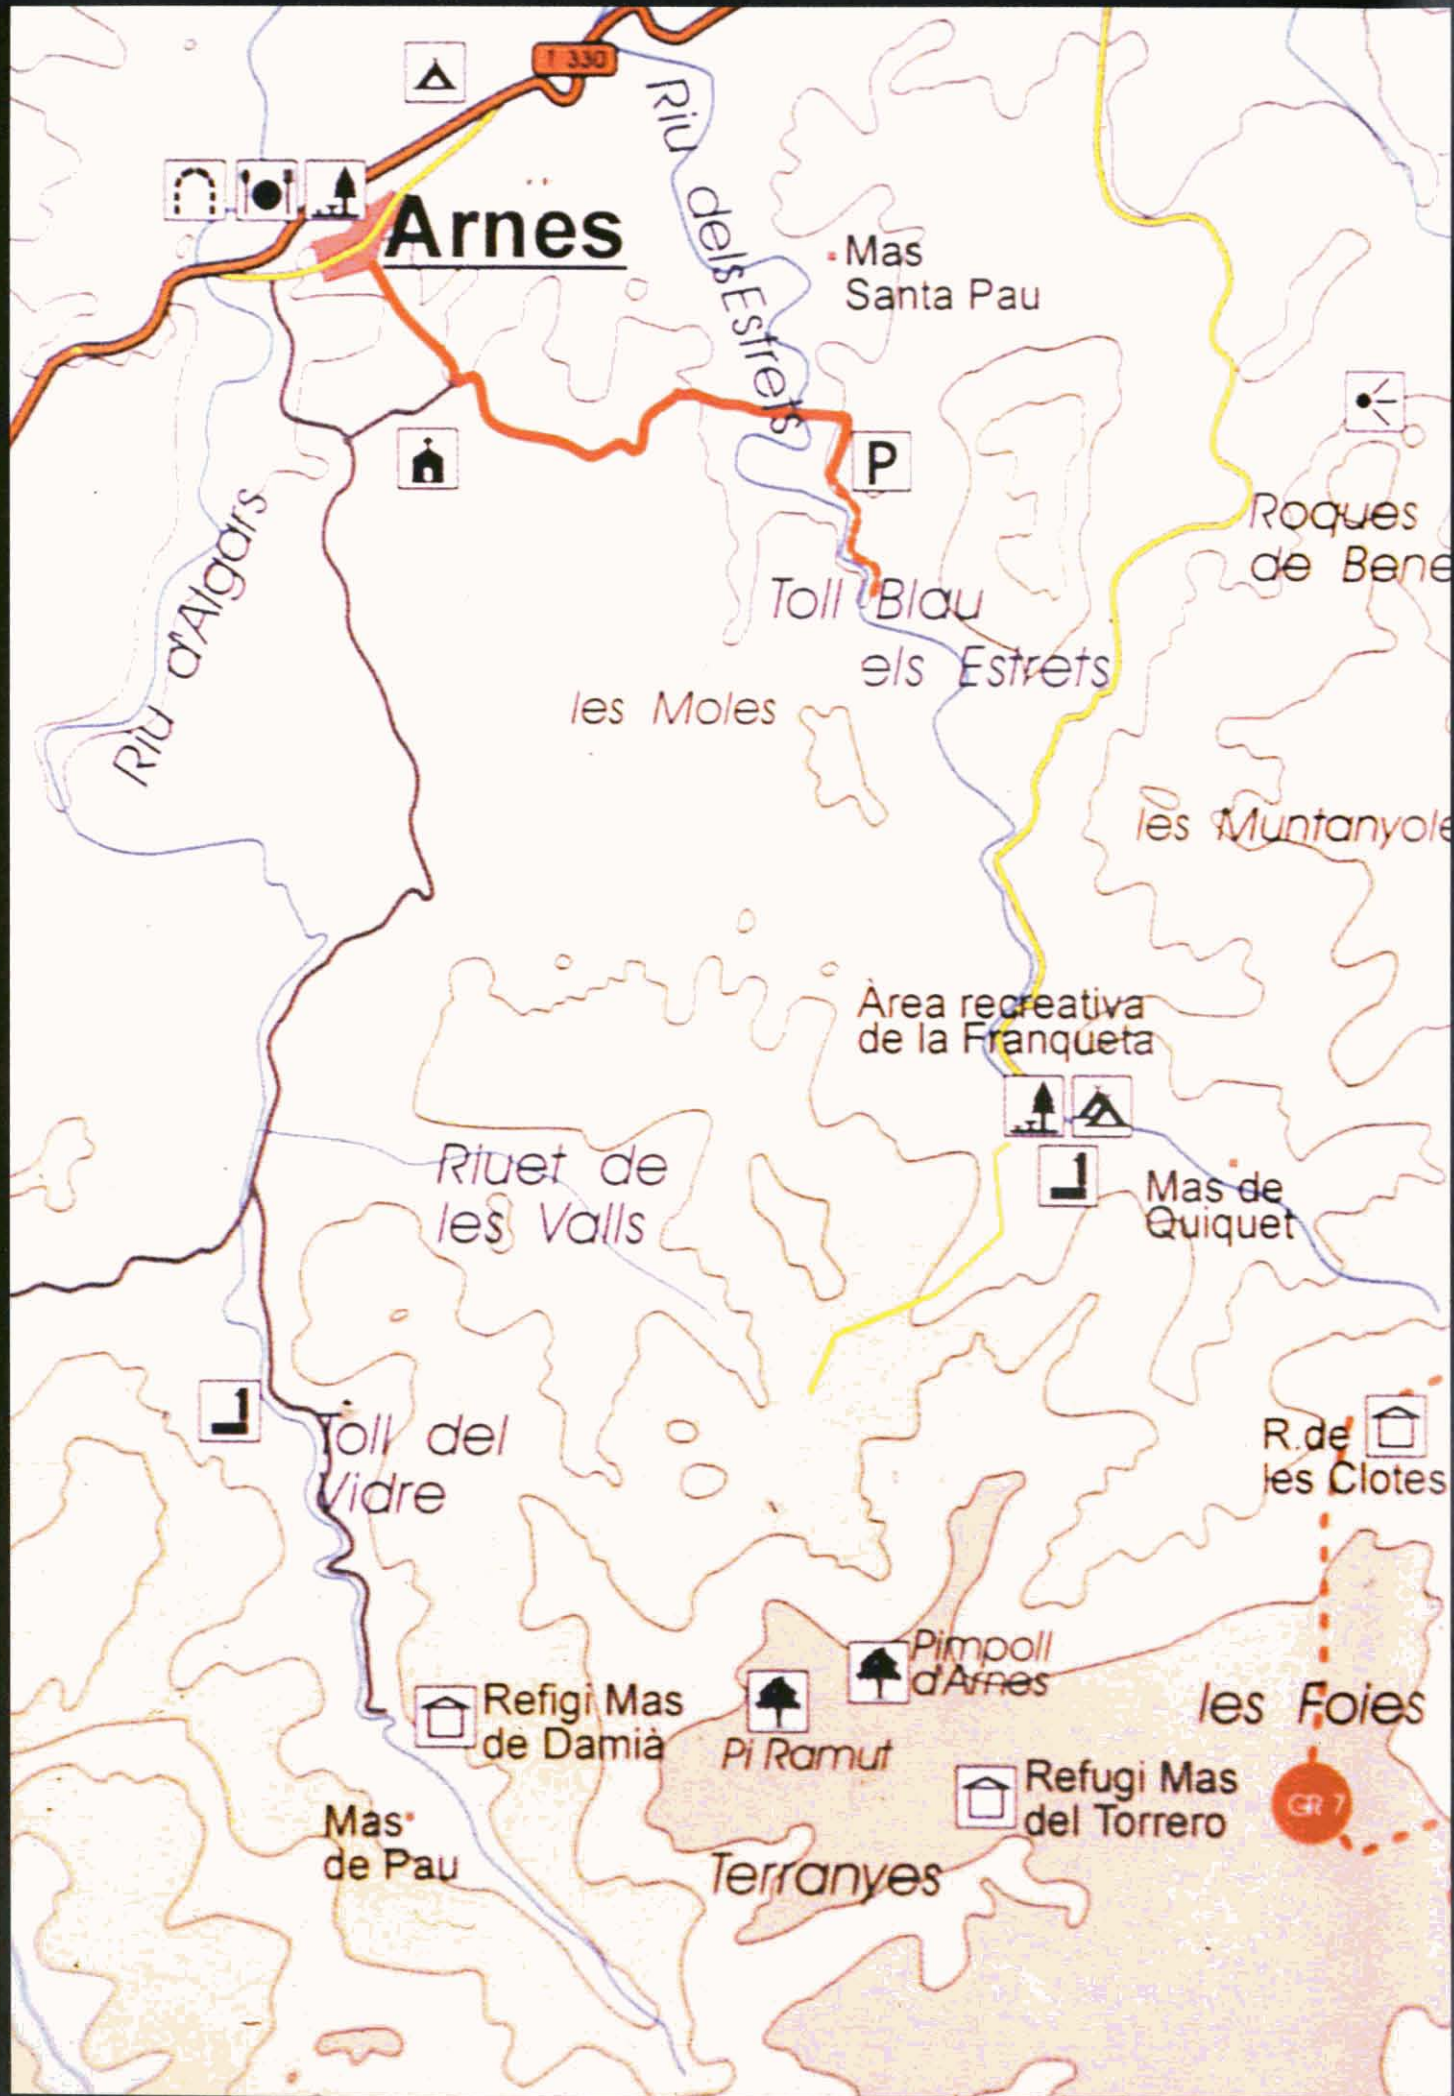 T 330
Riu dels Estrets
Arnes
Mas
Santa Pau
P
Roques
de Bene
Riu d'Algars
Toll Blau
els Estrets
les Moles
les Muntanyole
Àrea recreativa
de la Franqueta
Riuet de
les Valls
Mas de
Quiquet
Toll del
Vidre
R.de
les Clotes
Pimpoll
d'Arnes
Refigi Mas
de Damià
Pi Ramut
les Foies
Refugi Mas
del Torrero
GR 7
Mas
de Pau
Terranyes